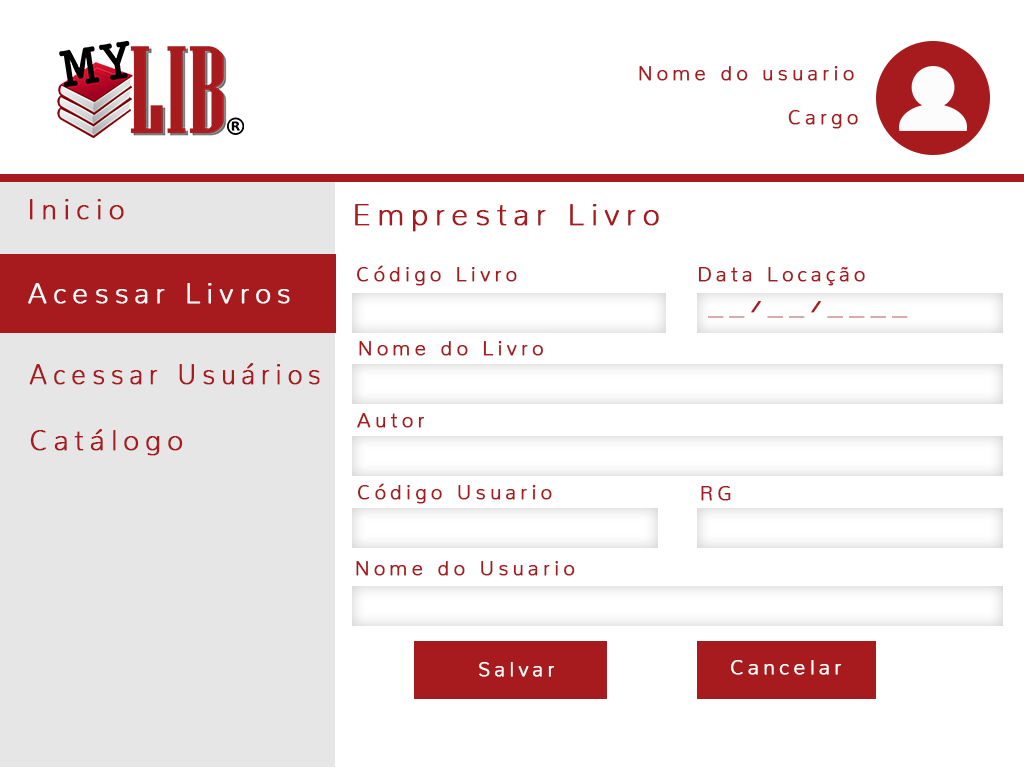 MY LIB®
Nome do usuario
Cargo
Inicio
Acessar Livros
Acessar Usuários
Catálogo
Emprestar Livro
Código Livro
Data Locação
__/__/____
Nome do Livro
Autor
Código Usuario
RG
Nome do Usuario
Salvar
Cancelar